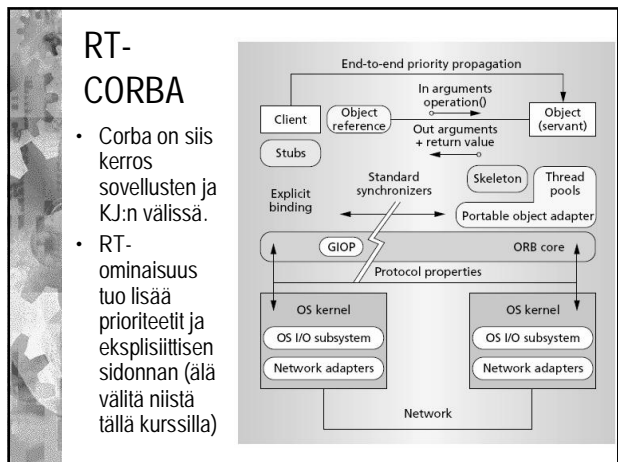 RT-
CORBA
• Corba on siis
kerros
sovellusten ja
KJ:n välissä.
• RT-
ominaisuus
tuo lisää
prioriteetit ja
eksplisiittisen
sidonnan (älä
välitä niistä
tällä kurssilla)
End-to-end priority propagation
In arguments
operation()
Client
Object
reference
Object
(servant)
Out arguments
+ return value
Stubs
Skeleton
Thread
pools
Standard
synchronizers
Explicit
binding
Portable object adapter
GIOP
ORB core
Protocol properties
OS kernel
OS I/O subsystem
Network adapters
OS kernel
OS I/O subsystem
Network adapters
Network